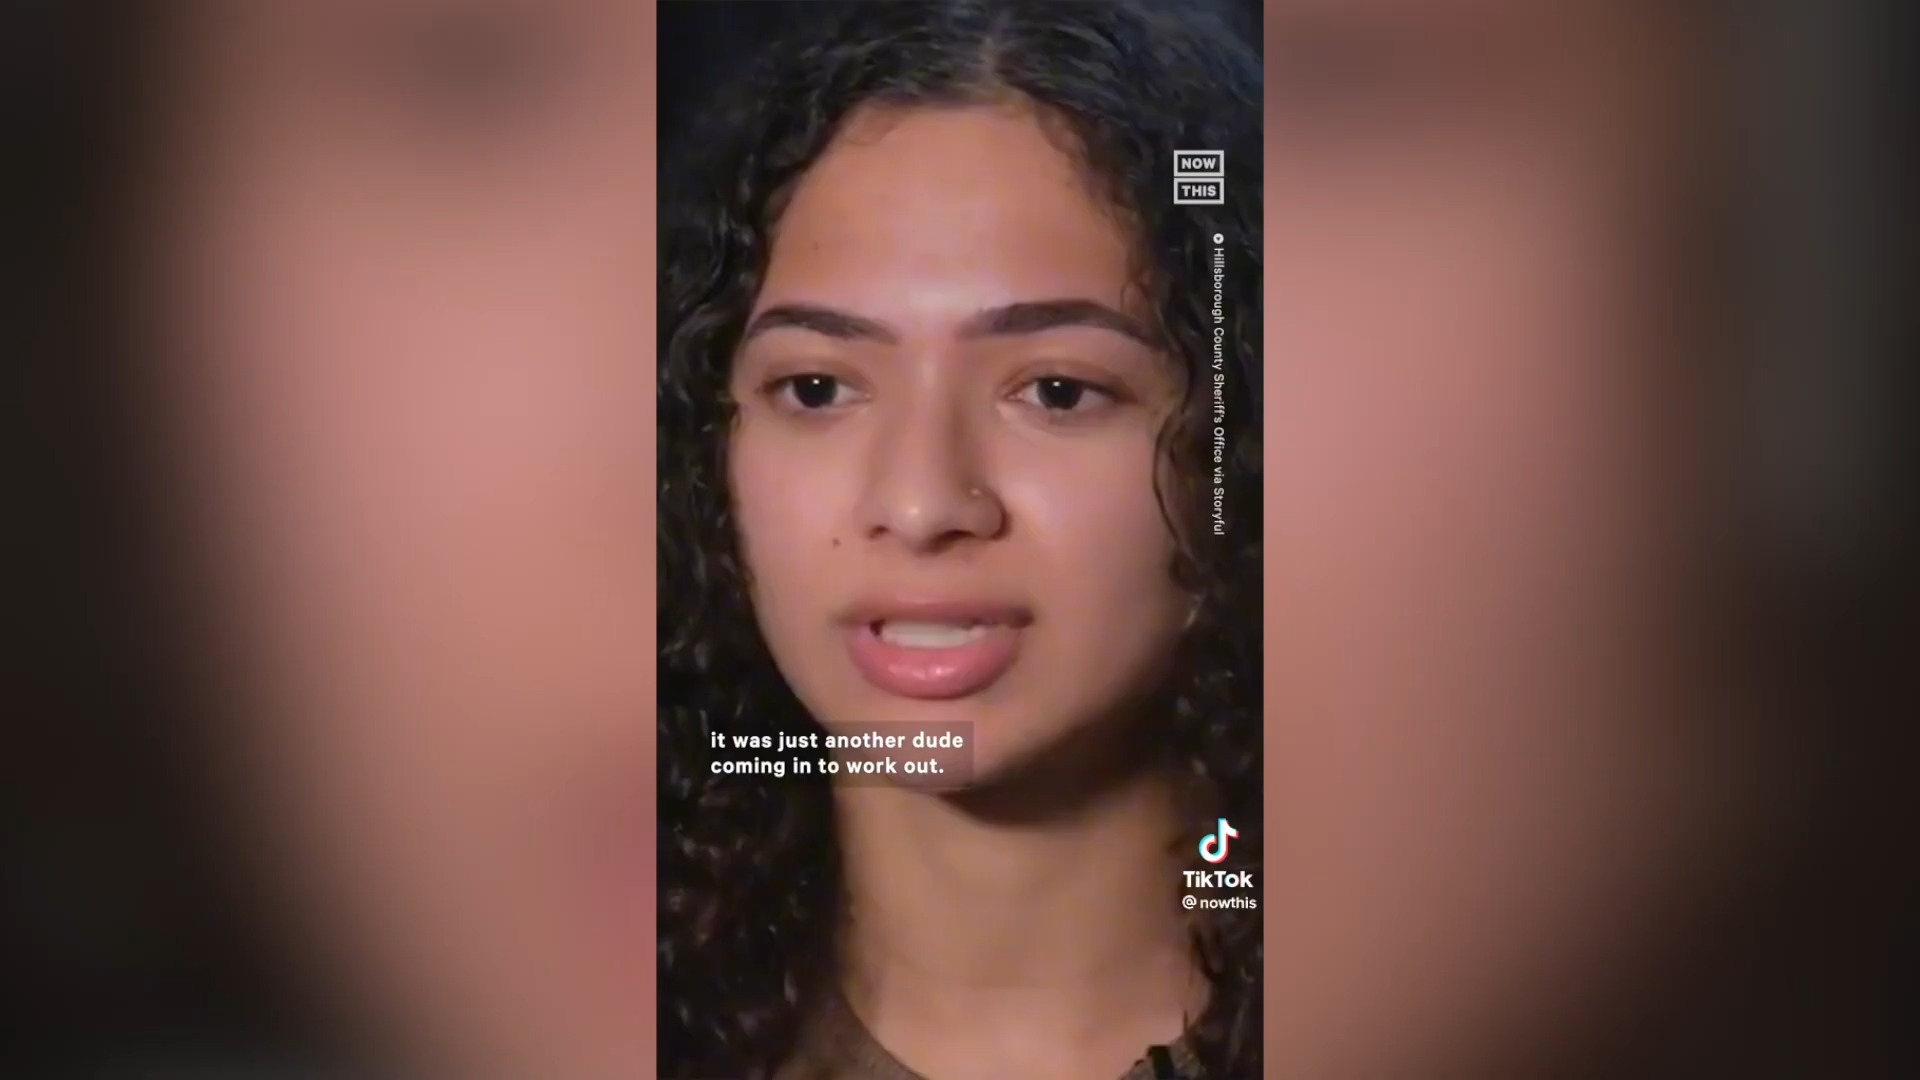 NOW
THIS
Hillsborough County Sheriff's Office via Storyful
it was just another dude
coming in to work out.
TikTok
@nowthis